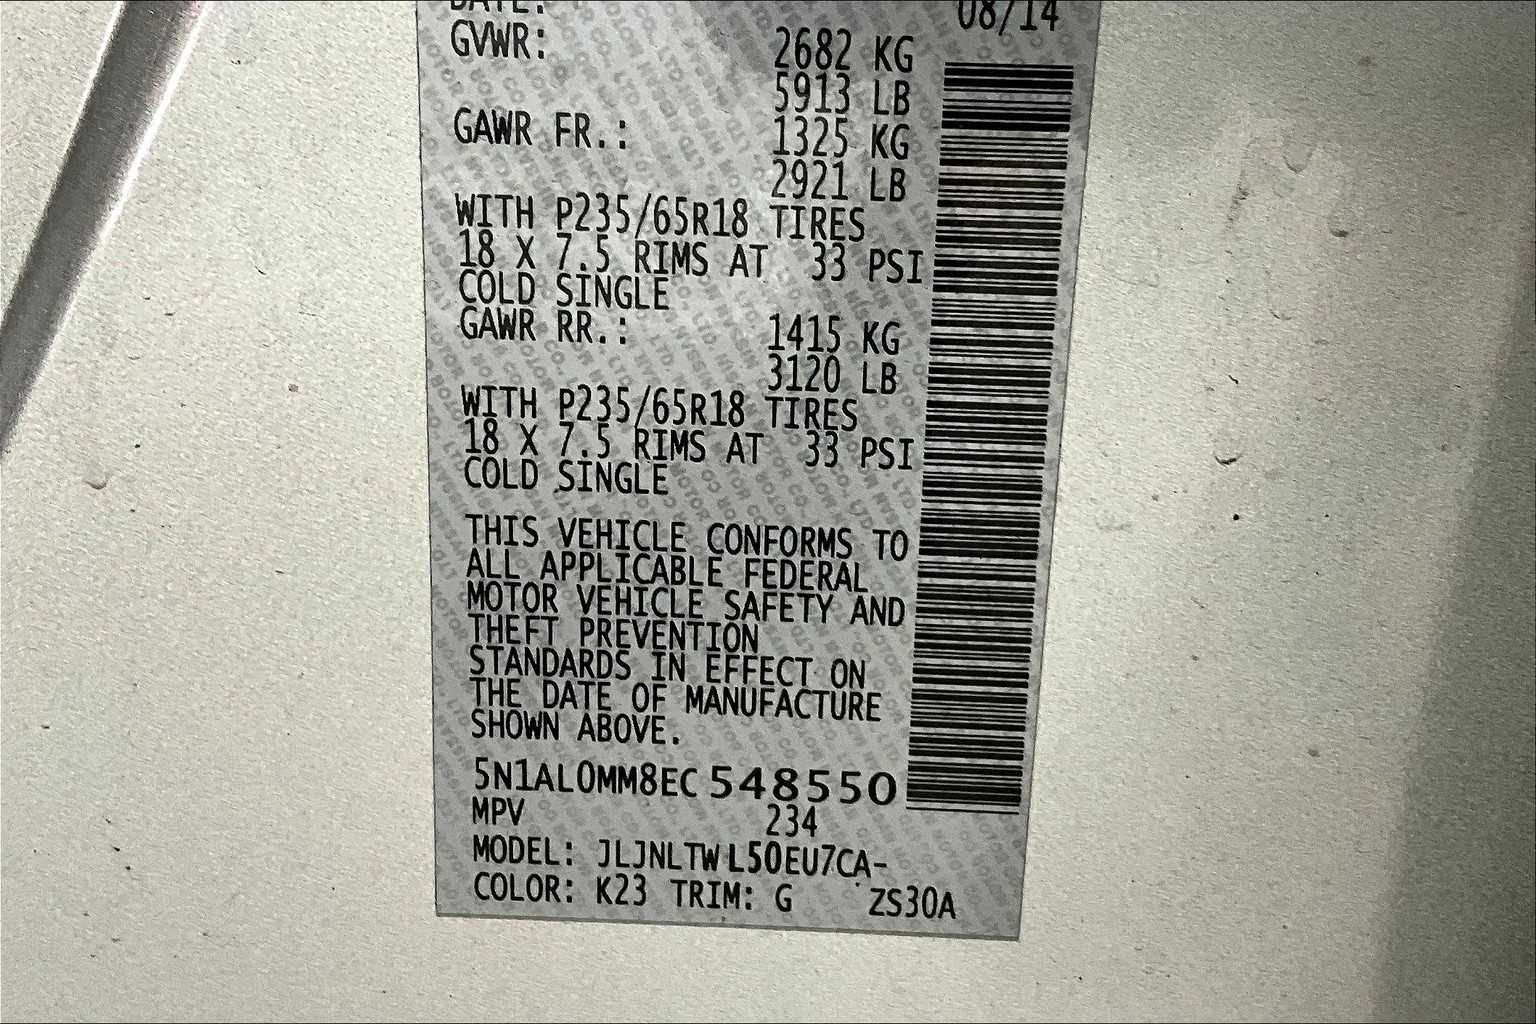 DATE: 08/14
GVWR: 2682 KG
5913 LB
GAWR FR.: 1325 KG
2921 LB
WITH P235/65R18 TIRES
18 X 7.5 RIMS AT 33 PSI
COLD SINGLE
GAWR RR.: 1415 KG
3120 LB
WITH P235/65R18 TIRES
18 X 7.5 RIMS AT 33 PSI
COLD SINGLE
THIS VEHICLE CONFORMS TO
ALL APPLICABLE FEDERAL
MOTOR VEHICLE SAFETY AND
THEFT PREVENTION
STANDARDS IN EFFECT ON
THE DATE OF MANUFACTURE
SHOWN ABOVE.
5N1AL0MM8EC548550
MPV 234
MODEL: JLJNLTWL50EU7CA-
COLOR: K23 TRIM: G ZS30A